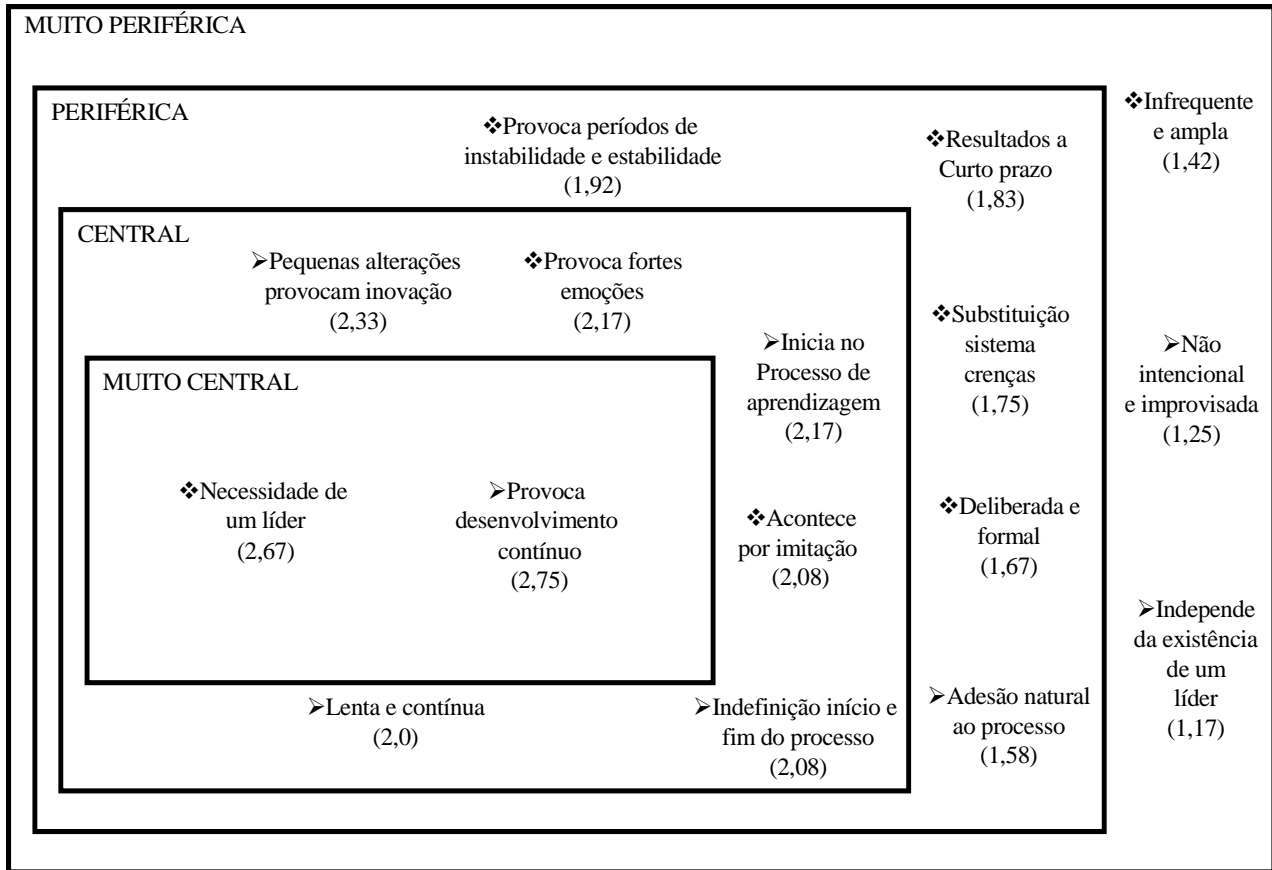 MUITO PERIFÉRICA
❖Infrequente
e ampla
(1,42)
➢Não
intencional
e improvisada
(1,25)
➢Independe
da existência
de um
líder
(1,17)
PERIFÉRICA
❖Provoca períodos de
instabilidade e estabilidade
(1,92)
❖Resultados a
Curto prazo
(1,83)
❖Substituição
sistema
crenças
(1,75)
❖Deliberada e
formal
(1,67)
➢Adesão natural
ao processo
(1,58)
CENTRAL
➢Pequenas alterações
provocam inovação
(2,33)
❖Provoca fortes
emoções
(2,17)
➢Inicia no
Processo de
aprendizagem
(2,17)
❖Acontece
por imitação
(2,08)
➢Lenta e contínua
(2,0)
➢Indefinição início e
fim do processo
(2,08)
MUITO CENTRAL
❖Necessidade de
um líder
(2,67)
➢Provoca
desenvolvimento
contínuo
(2,75)